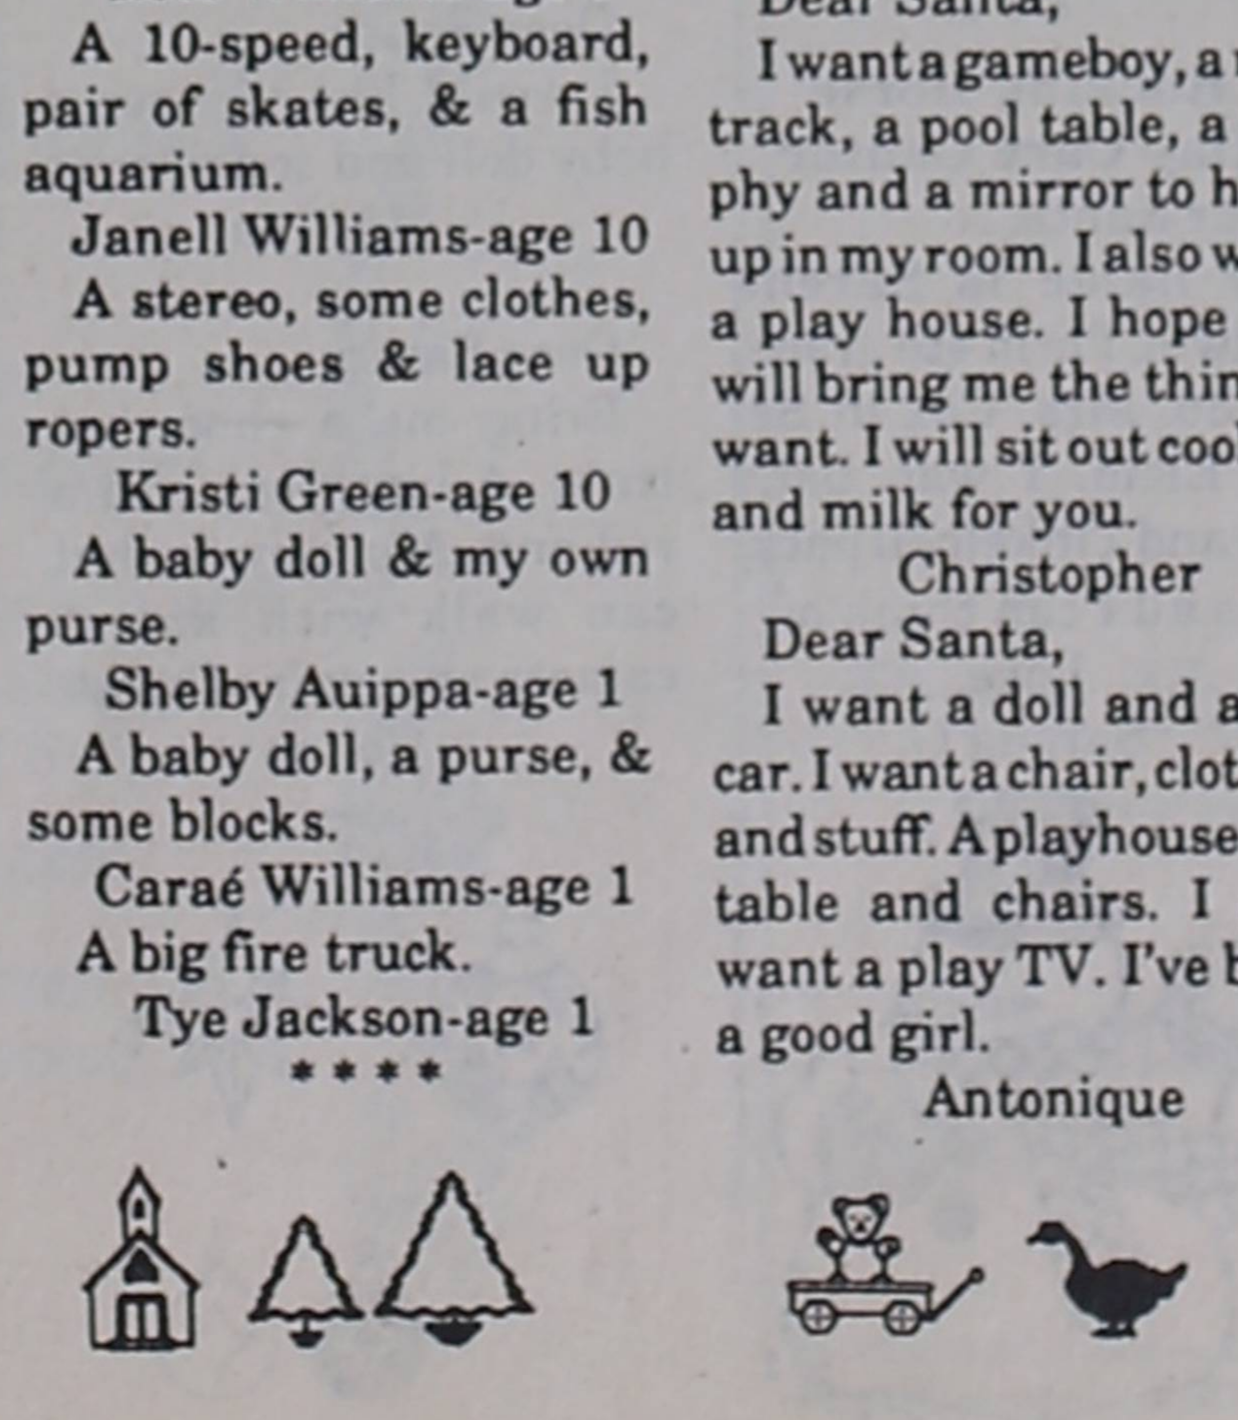 A 10-speed, keyboard,
pair of skates, & a fish
aquarium.
Janell Williams-age 10
A stereo, some clothes,
pump shoes & lace up
ropers.
Kristi Green-age 10
A baby doll & my own
purse.
Shelby Auippa-age 1
A baby doll, a purse, &
some blocks.
Caraé Williams-age 1
A big fire truck.
Tye Jackson-age 1
* * * *
Dear Santa,
I want a gameboy, a
track, a pool table, a
phy and a mirror to
up in my room. I also
a play house. I hope
will bring me the
want. I will sit out
and milk for you.
Christopher
Dear Santa,
I want a doll and
car. I want a chair,
and stuff. A playhouse
table and chairs. I
want a play TV. I've
a good girl.
Antonique